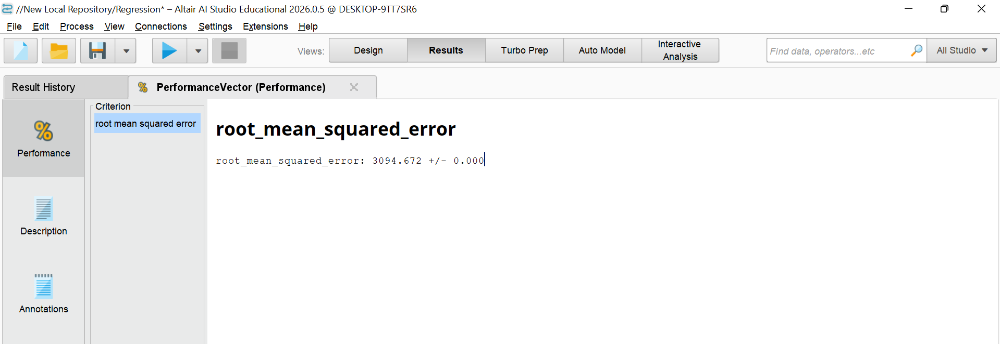 //New Local Repository/Regression* – Altair AI Studio Educational 2026.0.5 @ DESKTOP-9TT7SR6
File Edit Process View Connections Settings Extensions Help
Views: Design Results Turbo Prep Auto Model Interactive Analysis Find data, operators...etc All Studio
Result History % PerformanceVector (Performance)
Criterion
root mean squared error
%
Performance
Description
Annotations
root_mean_squared_error
root_mean_squared_error: 3094.672 +/- 0.000